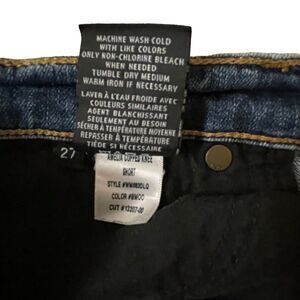 MACHINE WASH COLD
WITH LIKE COLORS
ONLY NON-CHLORINE BLEACH
WHEN NEEDED
TUMBLE DRY MEDIUM
WARM IRON IF NECESSARY
LAVER À L'EAU FROIDE AVEC
COULEURS SIMILAIRES
AGENT BLANCHISSANT
SEULEMENT AU BESOIN
SÉCHER À TEMPÉRATURE MOYENNE
REPASSER À TEMPÉRATURE
TIÈDE SI NÉCESSAIRE
27
KNEE
SHORT
COLOR #BMOO